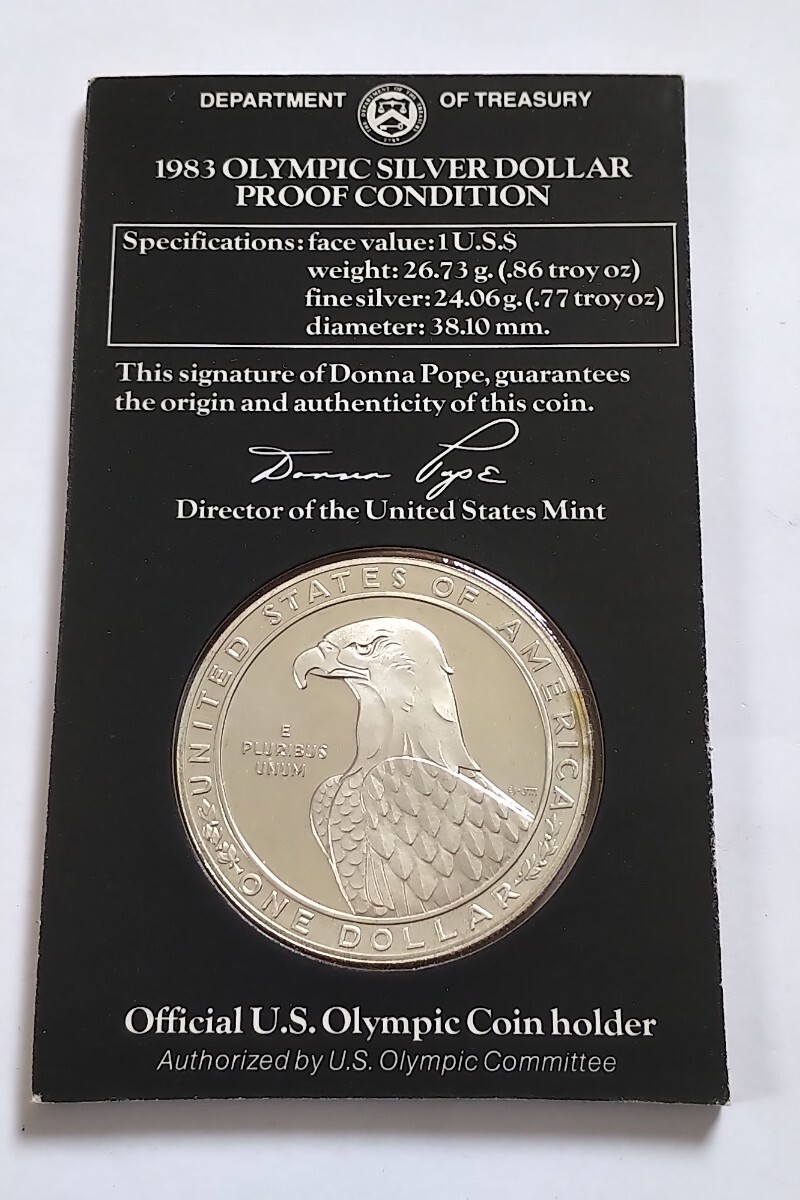 DEPARTMENT OF TREASURY
1983 OLYMPIC SILVER DOLLAR
PROOF CONDITION
Specifications: face value: 1 U.S.$
weight: 26.73 g. (.86 troy oz)
fine silver: 24.06 g. (.77 troy oz)
diameter: 38.10 mm.
This signature of Donna Pope, guarantees
the origin and authenticity of this coin.
Donna Pope
Director of the United States Mint
UNITED STATES OF AMERICA
E
PLURIBUS
UNUM
ONE DOLLAR
Official U.S. Olympic Coin holder
Authorized by U.S. Olympic Committee